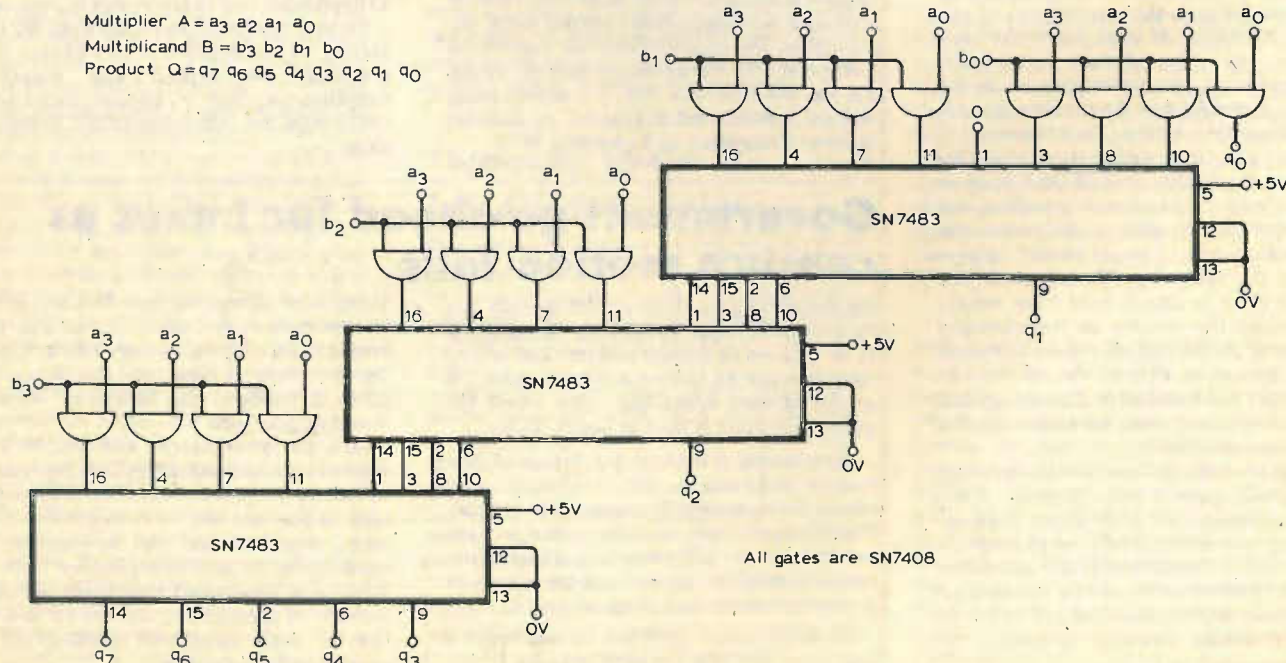 Multiplier A = a3 a2 a1 a0
Multiplicand B = b3 b2 b1 b0
Product Q = q7 q6 q5 q4 q3 q2 q1 q0
a3 a2 a1 a0 a3 a2 a1 a0
b1 b0
0 q0
16 4 7 11 1 3 8 10
SN7483
5 +5V
12
13
0V
14 15 2 6 9
q1
a3 a2 a1 a0
b2
16 4 7 11 1 3 8 10
SN7483
5 +5V
12
13
0V
14 15 2 6 9
q2
a3 a2 a1 a0
b3
16 4 7 11 1 3 8 10
SN7483
5 +5V
12
13
0V
14 15 2 6 9
q7 q6 q5 q4 q3
All gates are SN7408